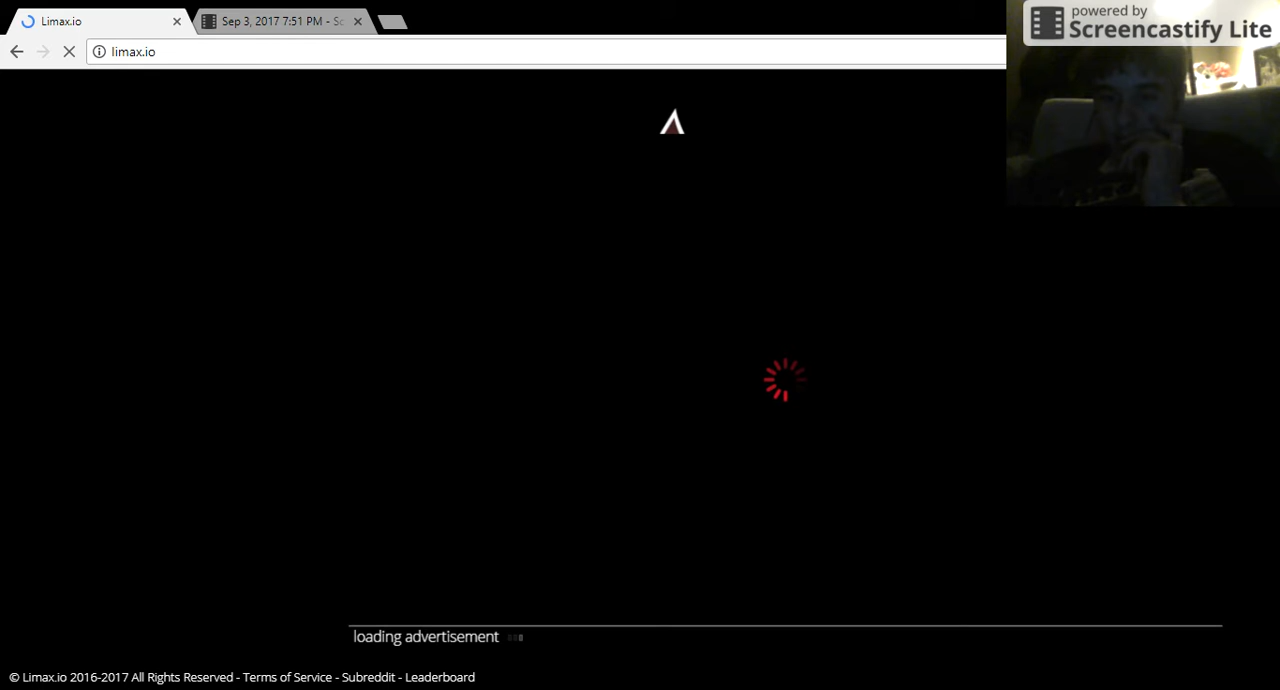 Limax.io
Sep 3, 2017 7:51 PM - Sc
limax.io
powered by
Screencastify Lite
loading advertisement
© Limax.io 2016-2017 All Rights Reserved - Terms of Service - Subreddit - Leaderboard